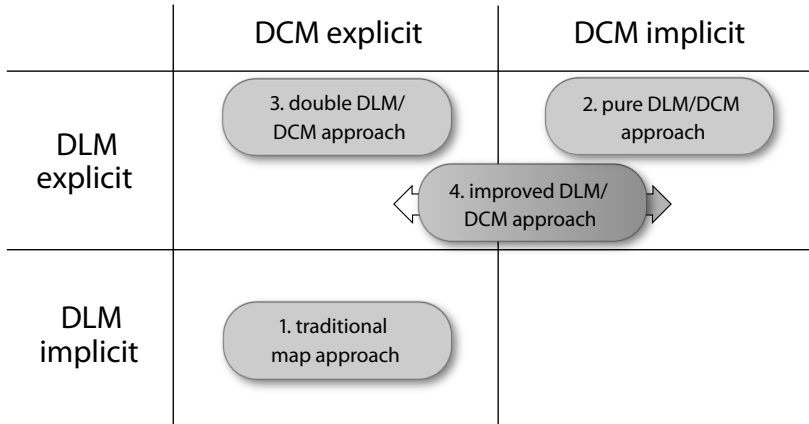 DCM explicit
DCM implicit
DLM
explicit
3. double DLM/
DCM approach
2. pure DLM/DCM
approach
4. improved DLM/
DCM approach
DLM
implicit
1. traditional
map approach